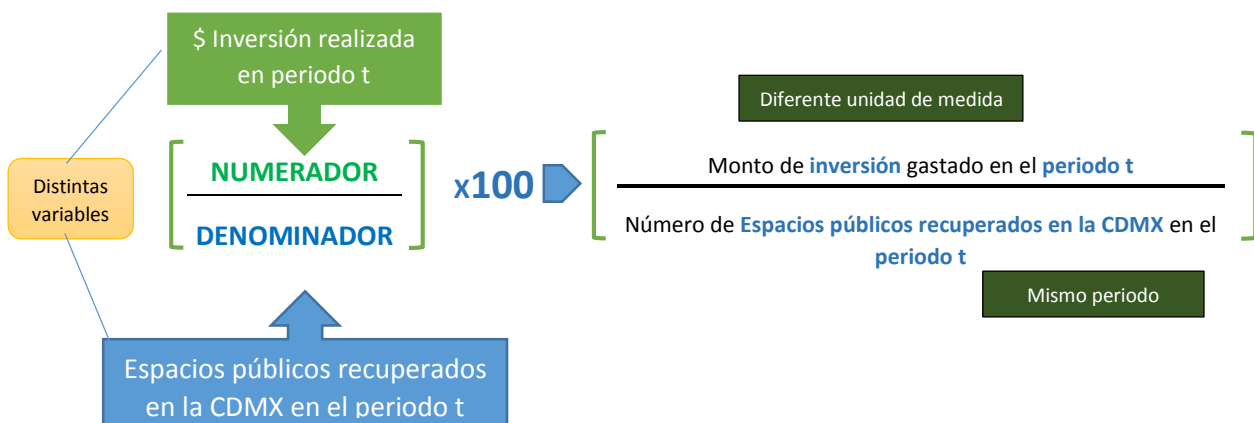 $ Inversión realizada
en periodo t
Diferente unidad de medida
Distintas
variables
NUMERADOR
DENOMINADOR
x100
Monto de inversión gastado en el periodo t
Número de Espacios públicos recuperados en la CDMX en el
periodo t
Mismo periodo
Espacios públicos recuperados
en la CDMX en el periodo t